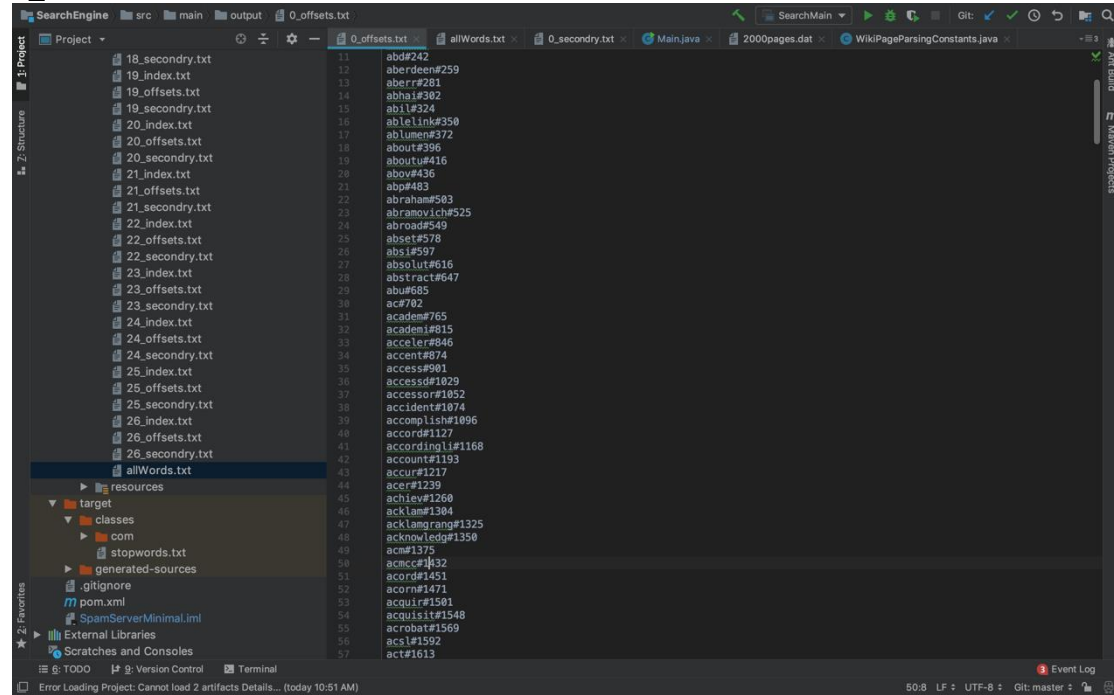 SearchEngine src main output 0_offsets.txt SearchMain Git:
1: Project
Project
0_offsets.txt allWords.txt 0_secondry.txt Main.java 2000pages.dat WikiPageParsingConstants.java
18_secondry.txt
19_index.txt
19_offsets.txt
19_secondry.txt
20_index.txt
20_offsets.txt
20_secondry.txt
21_index.txt
21_offsets.txt
21_secondry.txt
22_index.txt
22_offsets.txt
22_secondry.txt
23_index.txt
23_offsets.txt
23_secondry.txt
24_index.txt
24_offsets.txt
24_secondry.txt
25_index.txt
25_offsets.txt
25_secondry.txt
26_index.txt
26_offsets.txt
26_secondry.txt
allWords.txt
resources
target
classes
com
stopwords.txt
generated-sources
.gitignore
pom.xml
SpamServerMinimal.iml
External Libraries
Scratches and Consoles
7: Structure
2: Favorites
11 abd#242
12 aberdeen#259
13 aberr#281
14 abhai#302
15 abil#324
16 ablelink#350
17 ablumen#372
18 about#396
19 aboutu#416
20 abov#436
21 abp#483
22 abraham#503
23 abramovich#525
24 abroad#549
25 abset#578
26 absi#597
27 absolut#616
28 abstract#647
29 abu#685
30 ac#702
31 academ#765
32 academi#815
33 acceler#846
34 accent#874
35 access#901
36 accessd#1029
37 accessor#1052
38 accident#1074
39 accomplish#1096
40 accord#1127
41 accordingli#1168
42 account#1193
43 accur#1217
44 acer#1239
45 achiev#1260
46 acklam#1304
47 acklamgrang#1325
48 acknowledg#1350
49 acm#1375
50 acmcc#1432
51 acord#1451
52 acorn#1471
53 acquir#1501
54 acquisit#1548
55 acrobat#1569
56 acsl#1592
57 act#1613
Ant Build
Maven Projects
6: TODO 9: Version Control Terminal 3 Event Log
Error Loading Project: Cannot load 2 artifacts Details... (today 10:51 AM) 50:8 LF UTF-8 Git: master